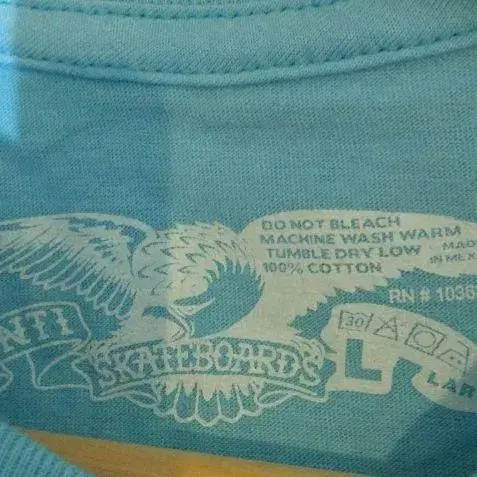 DO NOT BLEACH
MACHINE WASH WARM
TUMBLE DRY LOW
100% COTTON
MADE
IN MEX
RN # 1036
NTI
SKATEBOARDS
30
L
LAR